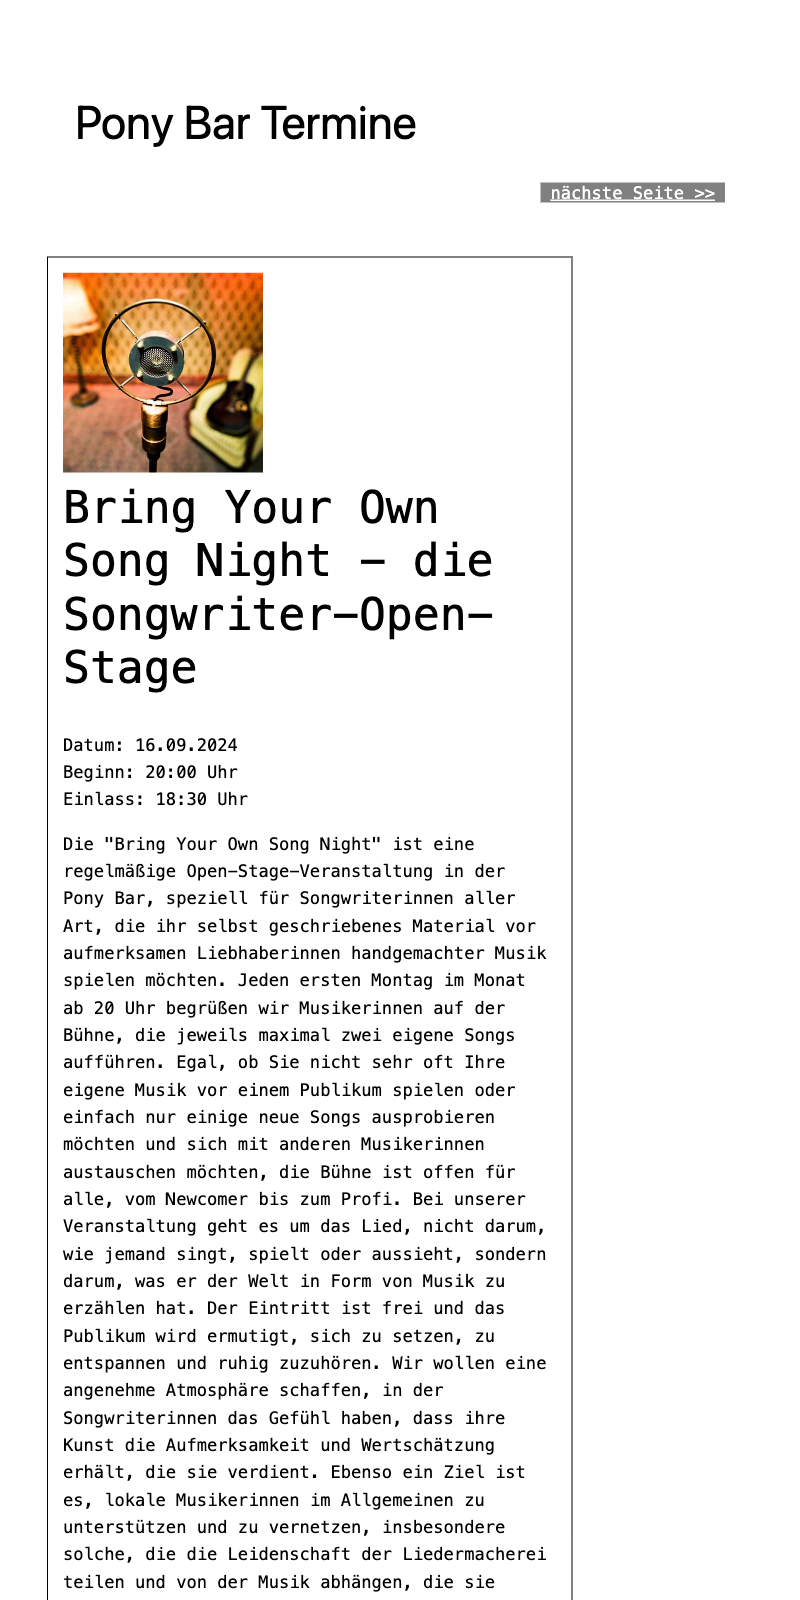 Pony Bar Termine
nächste Seite >>
Bring Your Own
Song Night – die
Songwriter-Open-
Stage
Datum: 16.09.2024
Beginn: 20:00 Uhr
Einlass: 18:30 Uhr
Die "Bring Your Own Song Night" ist eine
regelmäßige Open-Stage-Veranstaltung in der
Pony Bar, speziell für Songwriterinnen aller
Art, die ihr selbst geschriebenes Material vor
aufmerksamen Liebhaberinnen handgemachter Musik
spielen möchten. Jeden ersten Montag im Monat
ab 20 Uhr begrüßen wir Musikerinnen auf der
Bühne, die jeweils maximal zwei eigene Songs
aufführen. Egal, ob Sie nicht sehr oft Ihre
eigene Musik vor einem Publikum spielen oder
einfach nur einige neue Songs ausprobieren
möchten und sich mit anderen Musikerinnen
austauschen möchten, die Bühne ist offen für
alle, vom Newcomer bis zum Profi. Bei unserer
Veranstaltung geht es um das Lied, nicht darum,
wie jemand singt, spielt oder aussieht, sondern
darum, was er der Welt in Form von Musik zu
erzählen hat. Der Eintritt ist frei und das
Publikum wird ermutigt, sich zu setzen, zu
entspannen und ruhig zuzuhören. Wir wollen eine
angenehme Atmosphäre schaffen, in der
Songwriterinnen das Gefühl haben, dass ihre
Kunst die Aufmerksamkeit und Wertschätzung
erhält, die sie verdient. Ebenso ein Ziel ist
es, lokale Musikerinnen im Allgemeinen zu
unterstützen und zu vernetzen, insbesondere
solche, die die Leidenschaft der Liedermacherei
teilen und von der Musik abhängen, die sie